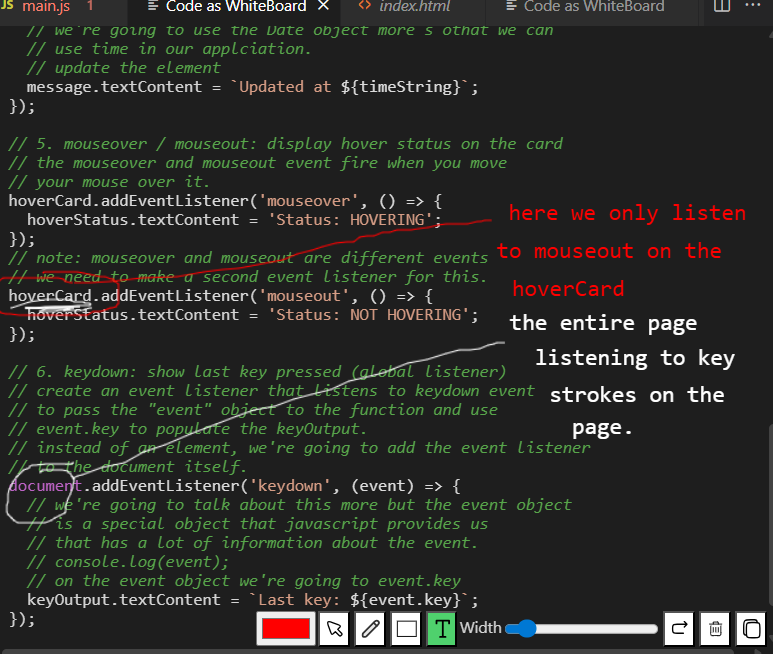 JS main.js 1
Code as WhiteBoard
<> index.html
Code as WhiteBoard
// we're going to use the Date object more s othat we can
// use time in our applciation.
// update the element
message.textContent = `Updated at ${timeString}`;
});
// 5. mouseover / mouseout: display hover status on the card
// the mouseover and mouseout event fire when you move
// your mouse over it.
hoverCard.addEventListener('mouseover', () => {
hoverStatus.textContent = 'Status: HOVERING';
});
// note: mouseover and mouseout are different events
// we need to make a second event listener for this.
hoverCard.addEventListener('mouseout', () => {
hoverStatus.textContent = 'Status: NOT HOVERING';
});
here we only listen
to mouseout on the
hoverCard
the entire page
listening to key
strokes on the
page.
// 6. keydown: show last key pressed (global listener)
// create an event listener that listens to keydown event
// to pass the "event" object to the function and use
// event.key to populate the keyOutput.
// instead of an element, we're going to add the event listener
// to the document itself.
document.addEventListener('keydown', (event) => {
// we're going to talk about this more but the event object
// is a special object that javascript provides us
// that has a lot of information about the event.
// console.log(event);
// on the event object we're going to event.key
keyOutput.textContent = `Last key: ${event.key}`;
});
T Width